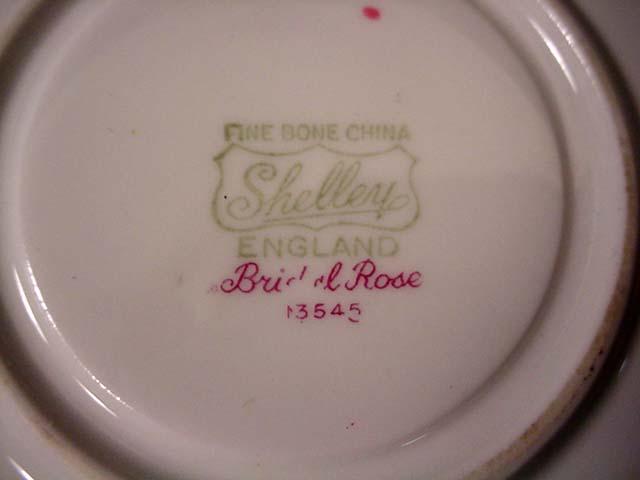 FINE BONE CHINA
Shelley
ENGLAND
Bridal Rose
13545